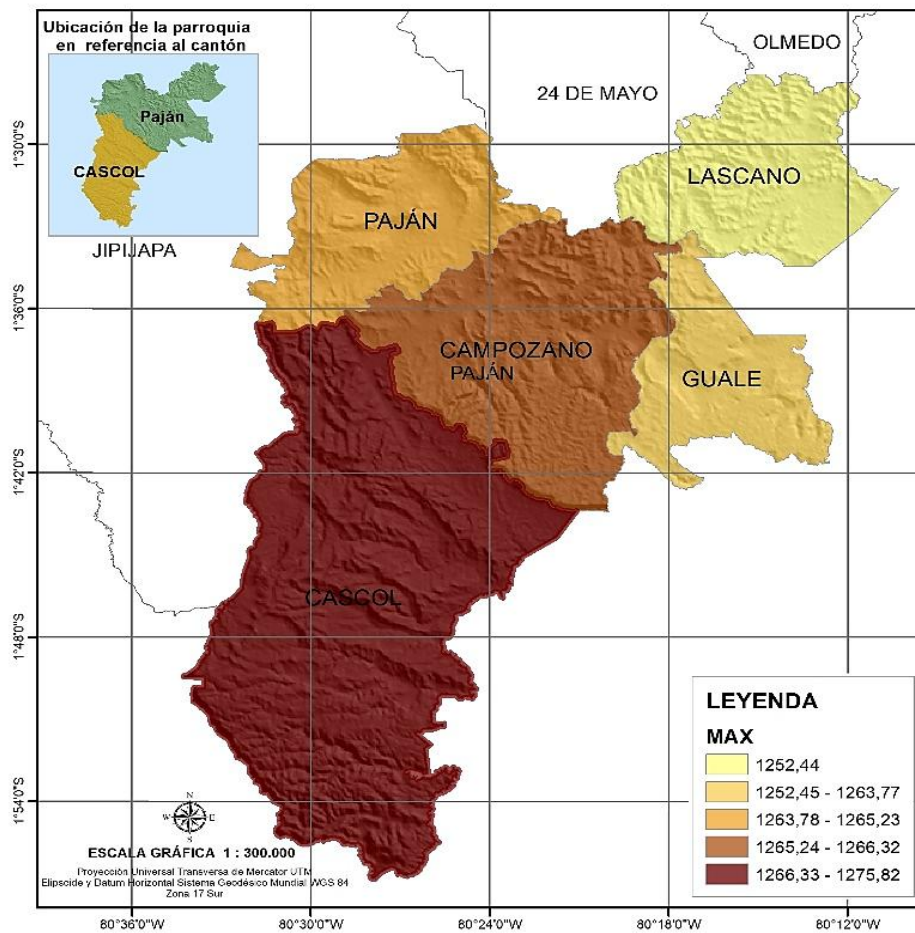 Ubicación de la parroquia
en referencia al cantón
Paján
CASCOL
JIPIJAPA
OLMEDO
24 DE MAYO
LASCANO
PAJÁN
CAMPOZANO
PAJÁN
GUALE
CASCOL
1°30'0"S
1°36'0"S
1°42'0"S
1°48'0"S
1°54'0"S
N
W
E
S
ESCALA GRÁFICA 1 : 300.000
Proyección Universal Transversa de Mercator UTM
Elipscide y Datum Horizontal Sistema Geodésico Mundial WGS 84
Zona 17 Sur
LEYENDA
MAX
1252,44
1252,45 - 1263,77
1263,78 - 1265,23
1265,24 - 1266,32
1266,33 - 1275,82
80°36'0"W
80°30'0"W
80°24'0"W
80°18'0"W
80°12'0"W